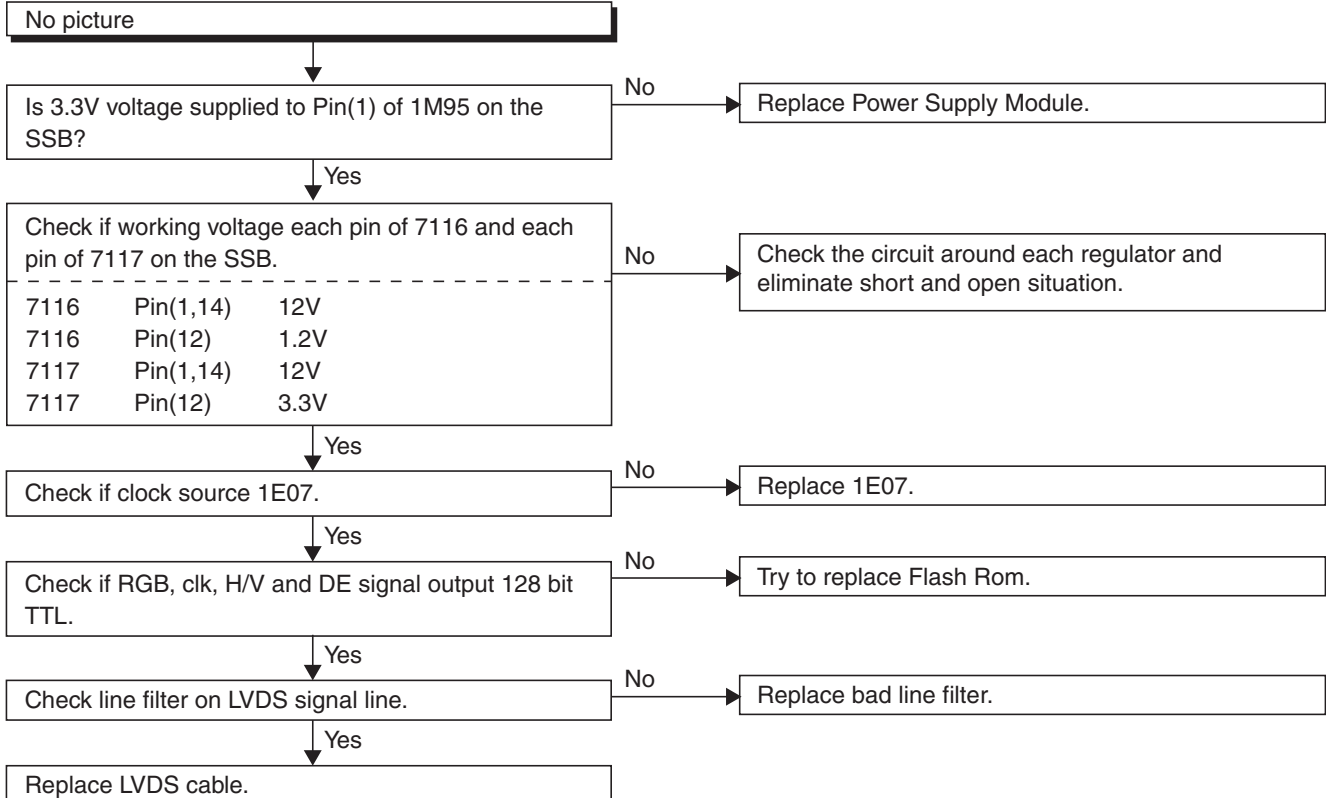 No picture
Is 3.3V voltage supplied to Pin(1) of 1M95 on the
SSB?
No
Replace Power Supply Module.
Yes
Check if working voltage each pin of 7116 and each
pin of 7117 on the SSB.
7116 Pin(1,14) 12V
7116 Pin(12) 1.2V
7117 Pin(1,14) 12V
7117 Pin(12) 3.3V
No
Check the circuit around each regulator and
eliminate short and open situation.
Yes
Check if clock source 1E07.
No
Replace 1E07.
Yes
Check if RGB, clk, H/V and DE signal output 128 bit
TTL.
No
Try to replace Flash Rom.
Yes
Check line filter on LVDS signal line.
No
Replace bad line filter.
Yes
Replace LVDS cable.